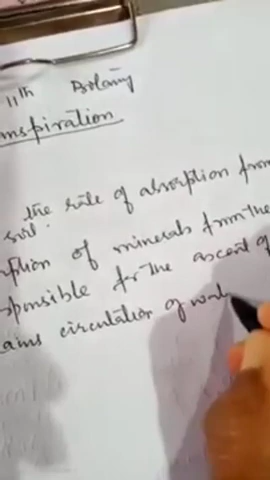 11th Botany
nspiration
the rate of absorption from
soil.
ption of minerals from the
sponsible for the ascent of
ains circulation of wat